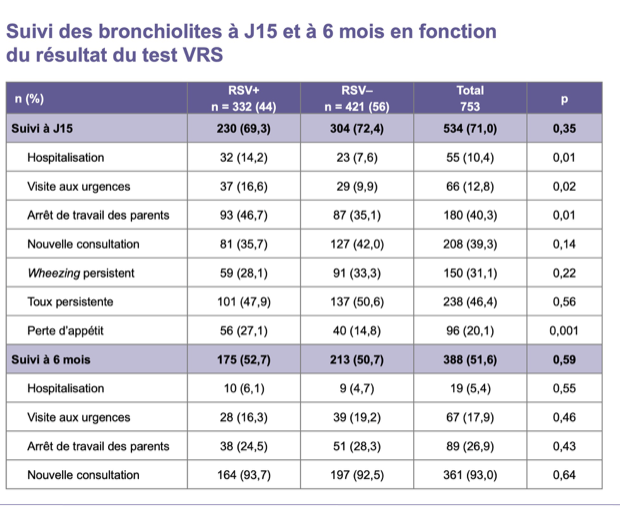 Suivi des bronchiolites à J15 et à 6 mois en fonction
du résultat du test VRS
n (%) RSV+ n = 332 (44) RSV– n = 421 (56) Total 753 p
Suivi à J15 230 (69,3) 304 (72,4) 534 (71,0) 0,35
Hospitalisation 32 (14,2) 23 (7,6) 55 (10,4) 0,01
Visite aux urgences 37 (16,6) 29 (9,9) 66 (12,8) 0,02
Arrêt de travail des parents 93 (46,7) 87 (35,1) 180 (40,3) 0,01
Nouvelle consultation 81 (35,7) 127 (42,0) 208 (39,3) 0,14
Wheezing persistent 59 (28,1) 91 (33,3) 150 (31,1) 0,22
Toux persistente 101 (47,9) 137 (50,6) 238 (46,4) 0,56
Perte d'appétit 56 (27,1) 40 (14,8) 96 (20,1) 0,001
Suivi à 6 mois 175 (52,7) 213 (50,7) 388 (51,6) 0,59
Hospitalisation 10 (6,1) 9 (4,7) 19 (5,4) 0,55
Visite aux urgences 28 (16,3) 39 (19,2) 67 (17,9) 0,46
Arrêt de travail des parents 38 (24,5) 51 (28,3) 89 (26,9) 0,43
Nouvelle consultation 164 (93,7) 197 (92,5) 361 (93,0) 0,64